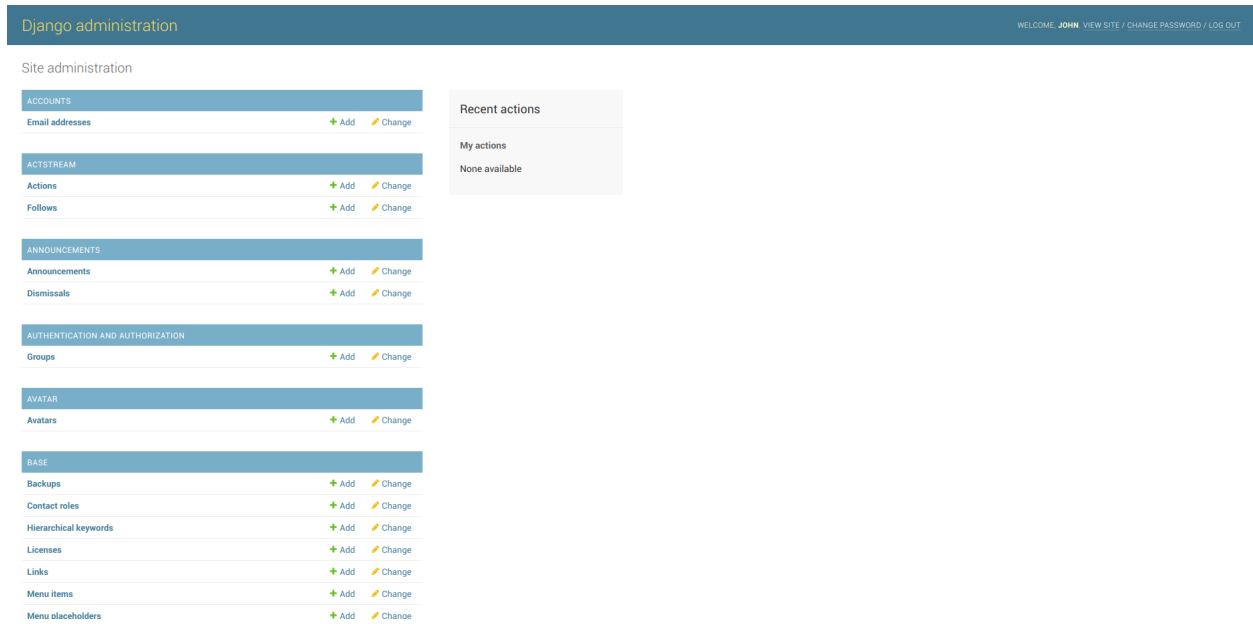 Django administration
WELCOME, JOHN. VIEW SITE / CHANGE PASSWORD / LOG OUT
Site administration
ACCOUNTS
Email addresses Add Change
ACTSTREAM
Actions Add Change
Follows Add Change
ANNOUNCEMENTS
Announcements Add Change
Dismissals Add Change
AUTHENTICATION AND AUTHORIZATION
Groups Add Change
AVATAR
Avatars Add Change
BASE
Backups Add Change
Contact roles Add Change
Hierarchical keywords Add Change
Licenses Add Change
Links Add Change
Menu items Add Change
Menu placeholders Add Change
Recent actions
My actions
None available